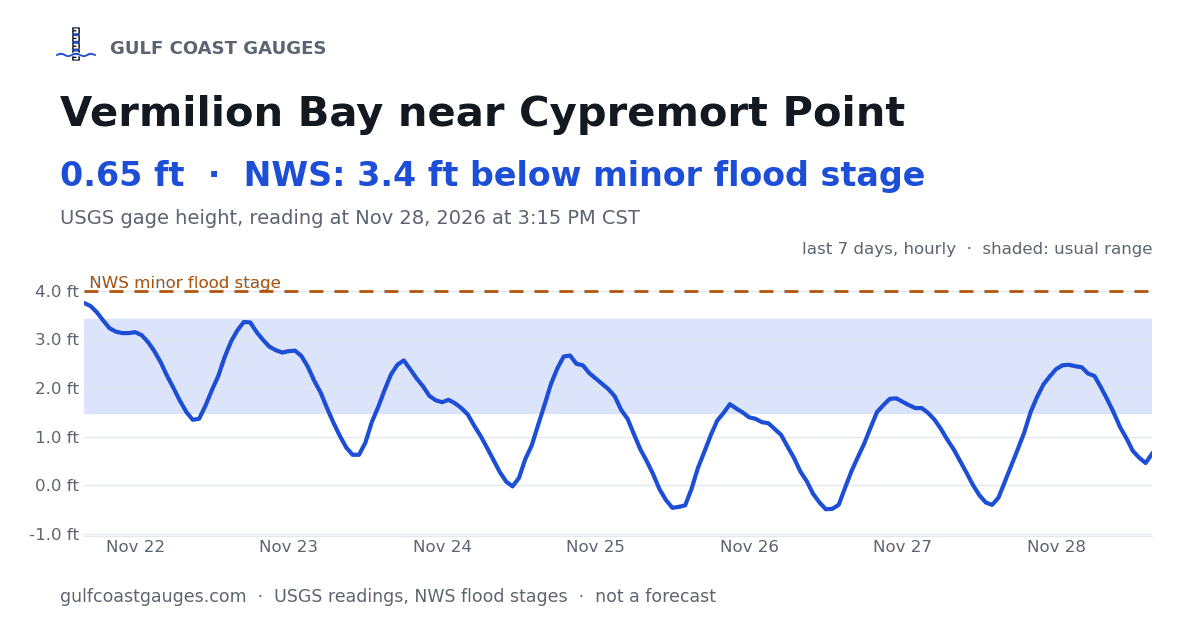 GULF COAST GAUGES
Vermilion Bay near Cypremort Point
0.65 ft · NWS: 3.4 ft below minor flood stage
USGS gage height, reading at Nov 28, 2026 at 3:15 PM CST
last 7 days, hourly · shaded: usual range
NWS minor flood stage
4.0 ft
3.0 ft
2.0 ft
1.0 ft
0.0 ft
-1.0 ft
Nov 22 Nov 23 Nov 24 Nov 25 Nov 26 Nov 27 Nov 28
gulfcoastgauges.com · USGS readings, NWS flood stages · not a forecast